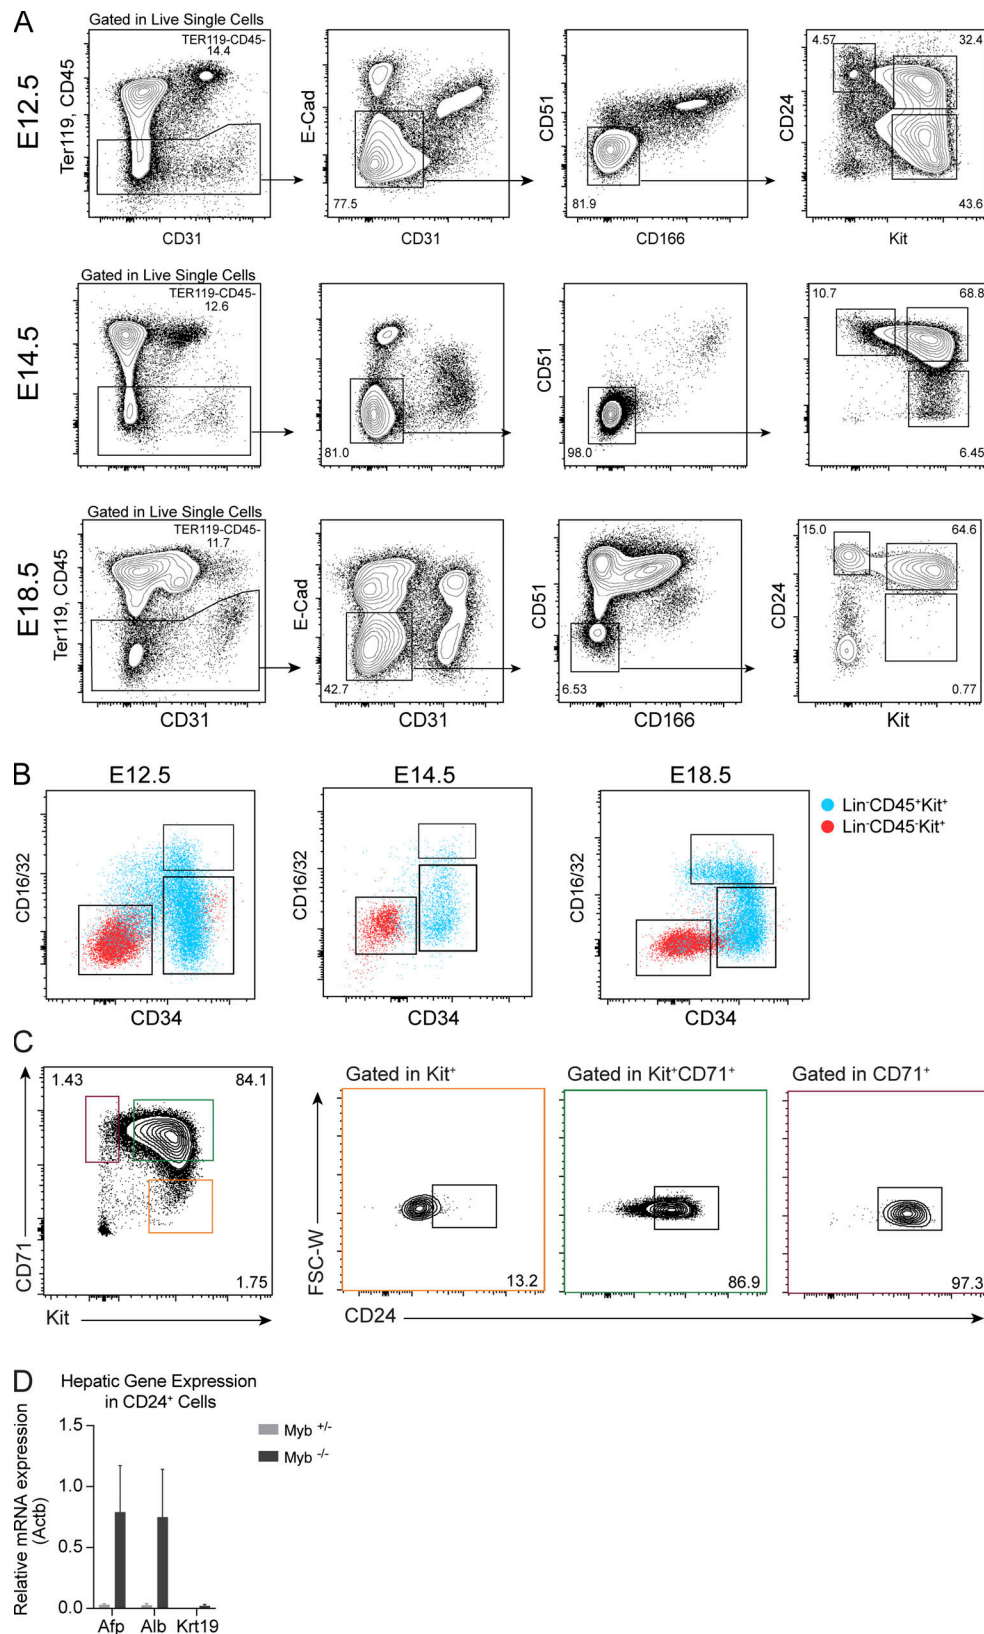 A
Gated in Live Single Cells
E12.5
TER119-CD45-
14.4
Ter119, CD45
CD31
E-Cad
77.5
CD31
CD51
81.9
CD166
4.57
32.4
CD24
43.6
Kit
Gated in Live Single Cells
E14.5
TER119-CD45-
12.6
81.0
CD51
98.0
10.7
68.8
6.45
Gated in Live Single Cells
E18.5
TER119-CD45-
11.7
Ter119, CD45
CD31
E-Cad
42.7
CD31
CD51
6.53
CD166
15.0
64.6
CD24
0.77
Kit
B
E12.5
E14.5
E18.5
Lin⁻CD45⁺Kit⁺
Lin⁻CD45⁻Kit⁺
CD16/32
CD34
CD16/32
CD34
CD16/32
CD34
C
1.43
84.1
CD71
1.75
Kit
Gated in Kit⁺
Gated in Kit⁺CD71⁺
Gated in CD71⁺
FSC-W
13.2
86.9
97.3
CD24
D
Hepatic Gene Expression
in CD24⁺ Cells
Myb +/-
Myb -/-
Relative mRNA expression
(Actb)
1.5
1.0
0.5
0.0
Afp Alb Krt19